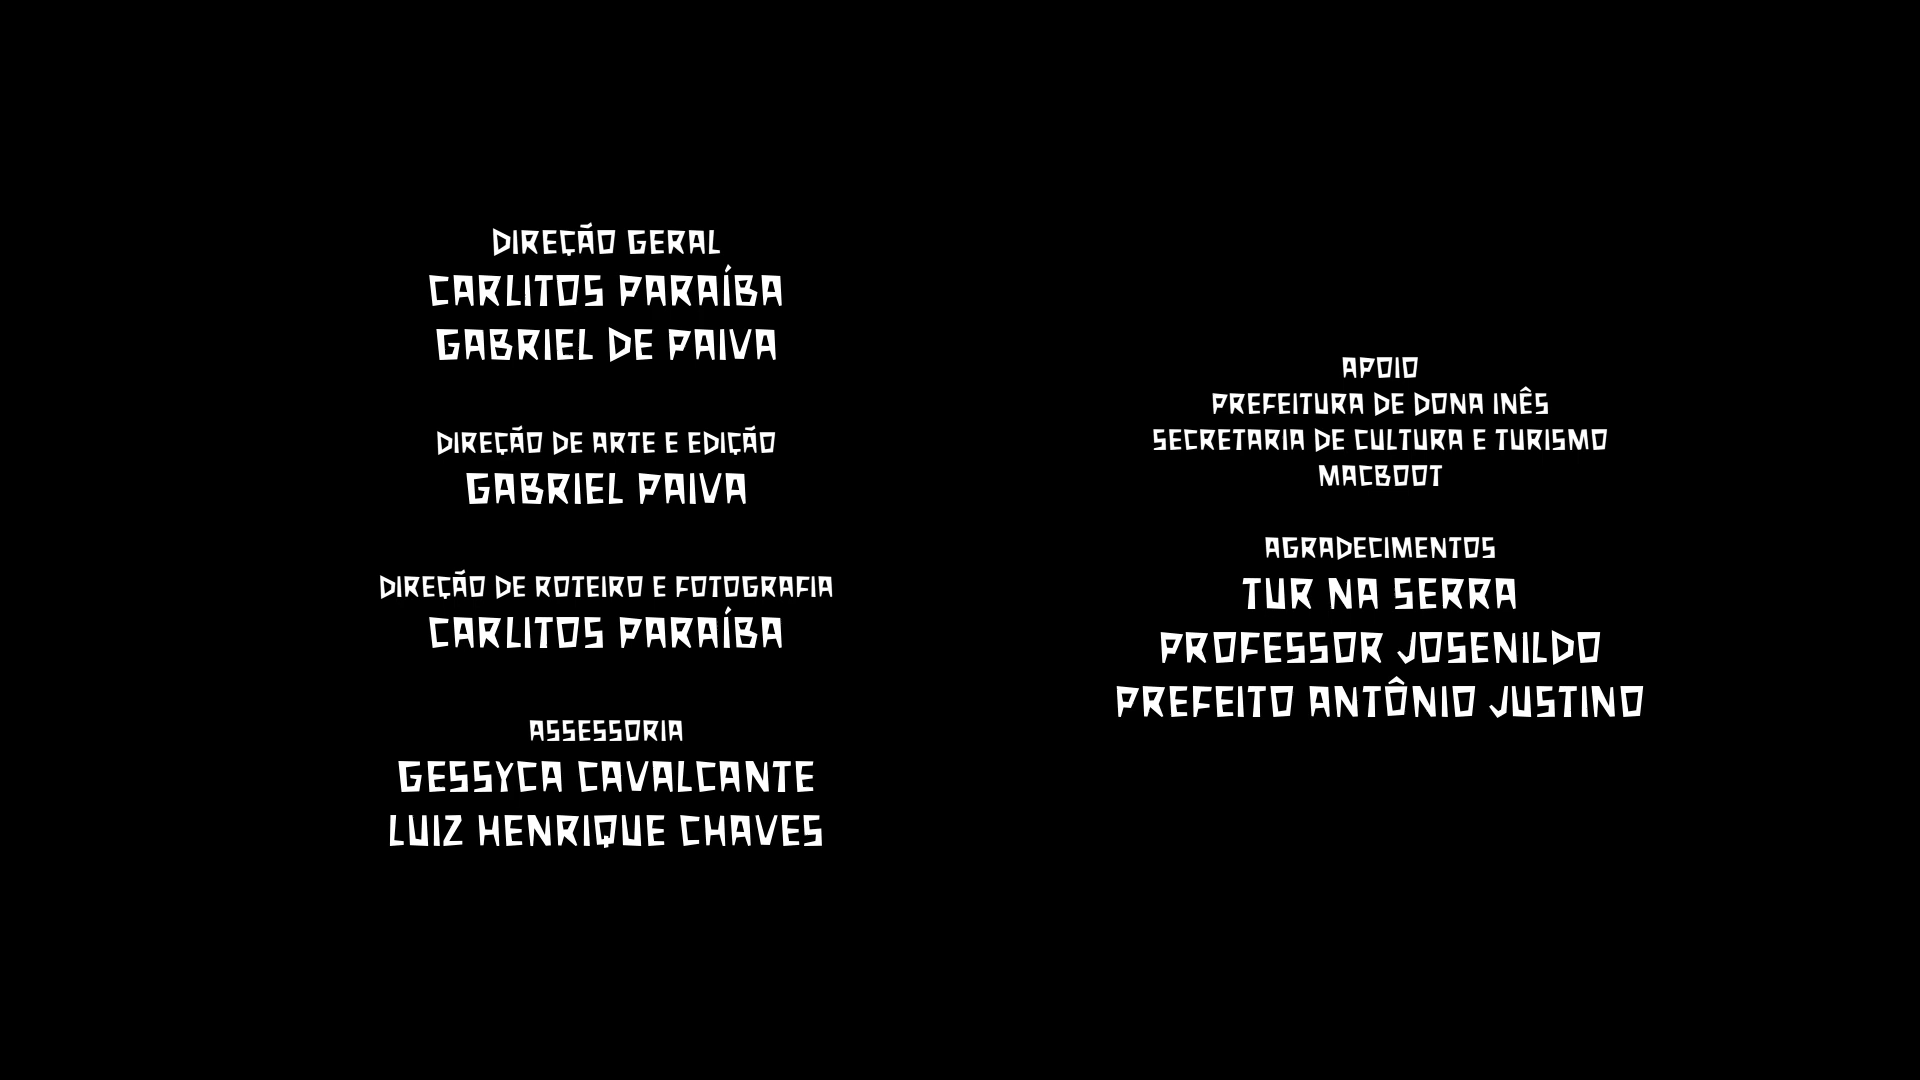 DIREÇÃO GERAL
CARLITOS PARAÍBA
GABRIEL DE PAIVA
DIREÇÃO DE ARTE E EDIÇÃO
GABRIEL PAIVA
DIREÇÃO DE ROTEIRO E FOTOGRAFIA
CARLITOS PARAÍBA
ASSESSORIA
GESSYCA CAVALCANTE
LUIZ HENRIQUE CHAVES
APOIO
PREFEITURA DE DONA INÊS
SECRETARIA DE CULTURA E TURISMO
MACBOOT
AGRADECIMENTOS
TUR NA SERRA
PROFESSOR JOSENILDO
PREFEITO ANTÔNIO JUSTINO